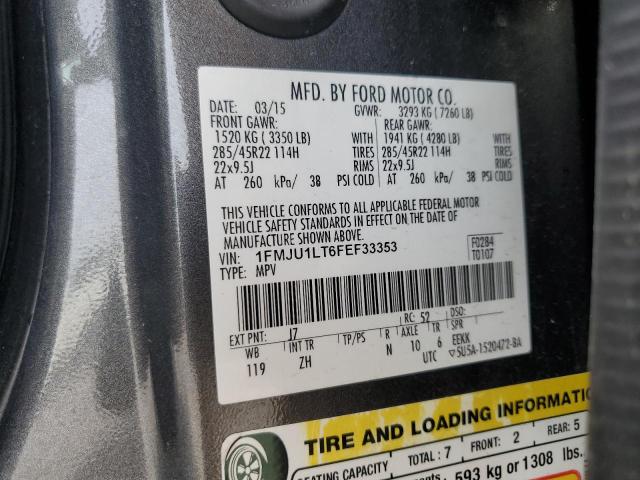 MFD. BY FORD MOTOR CO.
DATE: 03/15 GVWR: 3293 KG ( 7260 LB)
FRONT GAWR: REAR GAWR:
1520 KG ( 3350 LB) WITH 1941 KG ( 4280 LB) WITH
285/45R22 114H TIRES 285/45R22 114H TIRES
22x9.5J RIMS 22x9.5J RIMS
AT 260 kPa/ 38 PSI COLD AT 260 kPa/ 38 PSI COLD
THIS VEHICLE CONFORMS TO ALL APPLICABLE FEDERAL MOTOR
VEHICLE SAFETY STANDARDS IN EFFECT ON THE DATE OF
MANUFACTURE SHOWN ABOVE.
VIN: 1FMJU1LT6FEF33353 F0284
TYPE: MPV T0107
EXT PNT: J7 RC: 52 DSO:
WB INT TR TP/PS R AXLE TR SPR
119 ZH N 10 6 EEKK
UTC ▽5U5A-1520472-BA
TIRE AND LOADING INFORMATIO
SEATING CAPACITY TOTAL : 7 FRONT: 2 REAR: 5
593 kg or 1308 lbs.